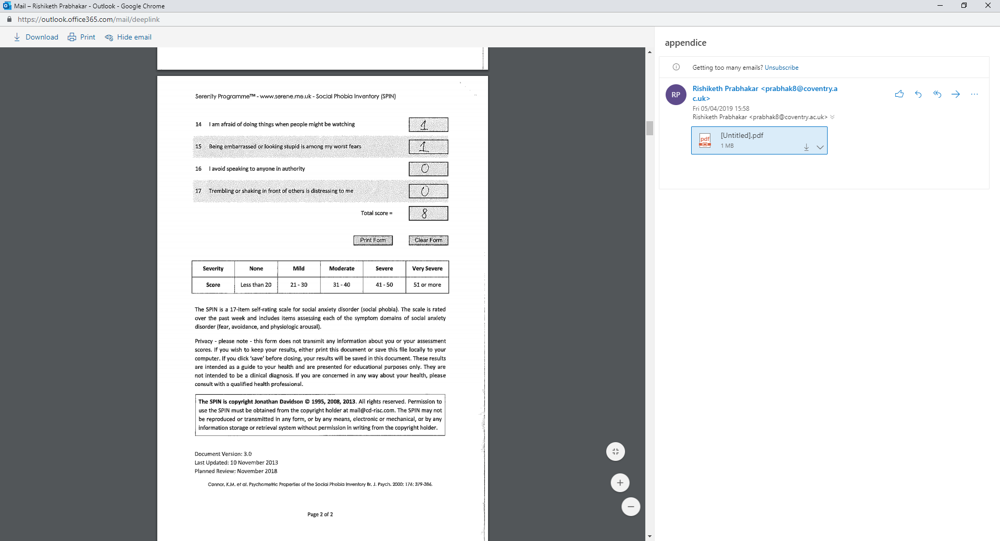 Mail – Rishiketh Prabhakar - Outlook - Google Chrome
https://outlook.office365.com/mail/deeplink
Download Print Hide email
Serenity Programme™ - www.serene.me.uk - Social Phobia Inventory (SPIN)
14 I am afraid of doing things when people might be watching 1
15 Being embarrassed or looking stupid is among my worst fears 1
16 I avoid speaking to anyone in authority 0
17 Trembling or shaking in front of others is distressing to me 0
Total score = 8
Print Form Clear Form
Severity None Mild Moderate Severe Very Severe
Score Less than 20 21 - 30 31 - 40 41 - 50 51 or more
The SPIN is a 17-item self-rating scale for social anxiety disorder (social phobia). The scale is rated
over the past week and includes items assessing each of the symptom domains of social anxiety
disorder (fear, avoidance, and physiologic arousal).
Privacy - please note - this form does not transmit any information about you or your assessment
scores. If you wish to keep your results, either print this document or save this file locally to your
computer. If you click ‘save’ before closing, your results will be saved in this document. These results
are intended as a guide to your health and are presented for educational purposes only. They are
not intended to be a clinical diagnosis. If you are concerned in any way about your health, please
consult with a qualified health professional.
The SPIN is copyright Jonathan Davidson © 1995, 2008, 2013. All rights reserved. Permission to
use the SPIN must be obtained from the copyright holder at mail@cd-risc.com. The SPIN may not
be reproduced or transmitted in any form, or by any means, electronic or mechanical, or by any
information storage or retrieval system without permission in writing from the copyright holder.
Document Version: 3.0
Last Updated: 10 November 2013
Planned Review: November 2018
Connor, K.M. et al. Psychometric Properties of the Social Phobia Inventory Br. J. Psych. 2000; 176: 379-386.
Page 2 of 2
appendice
Getting too many emails? Unsubscribe
RP
Rishiketh Prabhakar <prabhak8@coventry.a
c.uk>
Fri 05/04/2019 15:58
Rishiketh Prabhakar <prabhak8@coventry.ac.uk>
pdf
[Untitled].pdf
1 MB